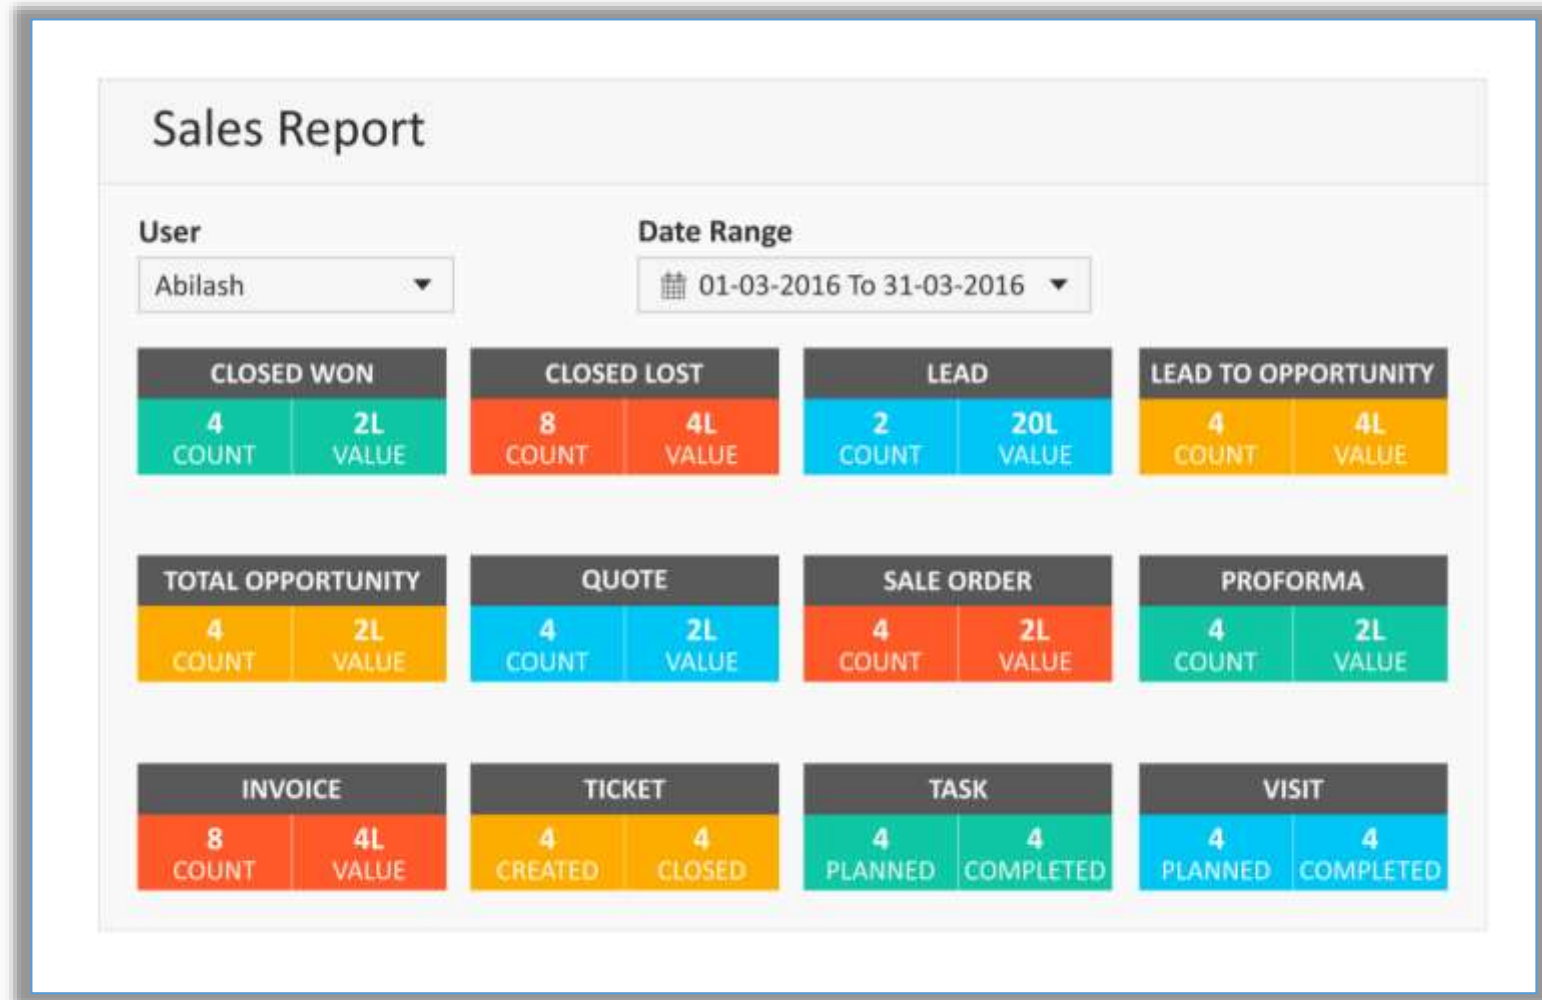 Sales Report
User
Date Range
Abilash
01-03-2016 To 31-03-2016
CLOSED WON
4 2L
COUNT VALUE
CLOSED LOST
8 4L
COUNT VALUE
LEAD
2 20L
COUNT VALUE
LEAD TO OPPORTUNITY
4 4L
COUNT VALUE
TOTAL OPPORTUNITY
4 2L
COUNT VALUE
QUOTE
4 2L
COUNT VALUE
SALE ORDER
4 2L
COUNT VALUE
PROFORMA
4 2L
COUNT VALUE
INVOICE
8 4L
COUNT VALUE
TICKET
4 4
CREATED CLOSED
TASK
4 4
PLANNED COMPLETED
VISIT
4 4
PLANNED COMPLETED